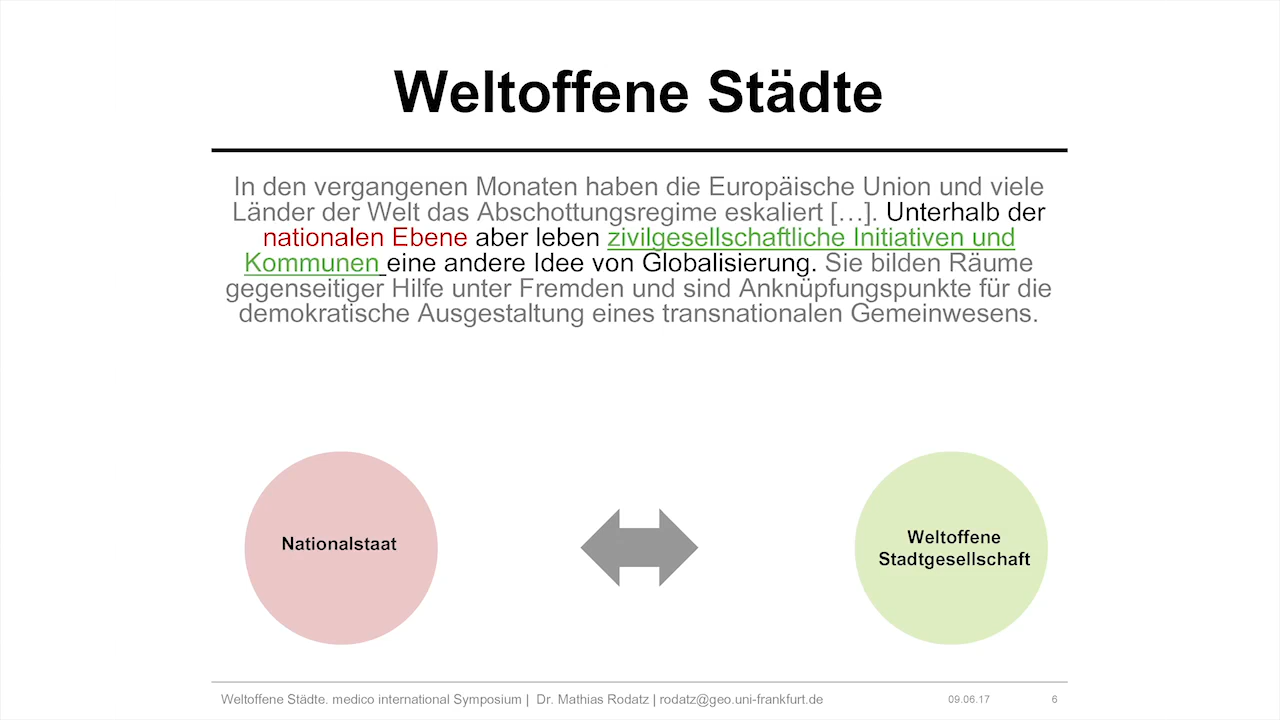 Weltoffene Städte
In den vergangenen Monaten haben die Europäische Union und viele
Länder der Welt das Abschottungsregime eskaliert […]. Unterhalb der
nationalen Ebene aber leben zivilgesellschaftliche Initiativen und
Kommunen eine andere Idee von Globalisierung. Sie bilden Räume
gegenseitiger Hilfe unter Fremden und sind Anknüpfungspunkte für die
demokratische Ausgestaltung eines transnationalen Gemeinwesens.
Nationalstaat
Weltoffene
Stadtgesellschaft
Weltoffene Städte. medico international Symposium | Dr. Mathias Rodatz | rodatz@geo.uni-frankfurt.de 09.06.17 6